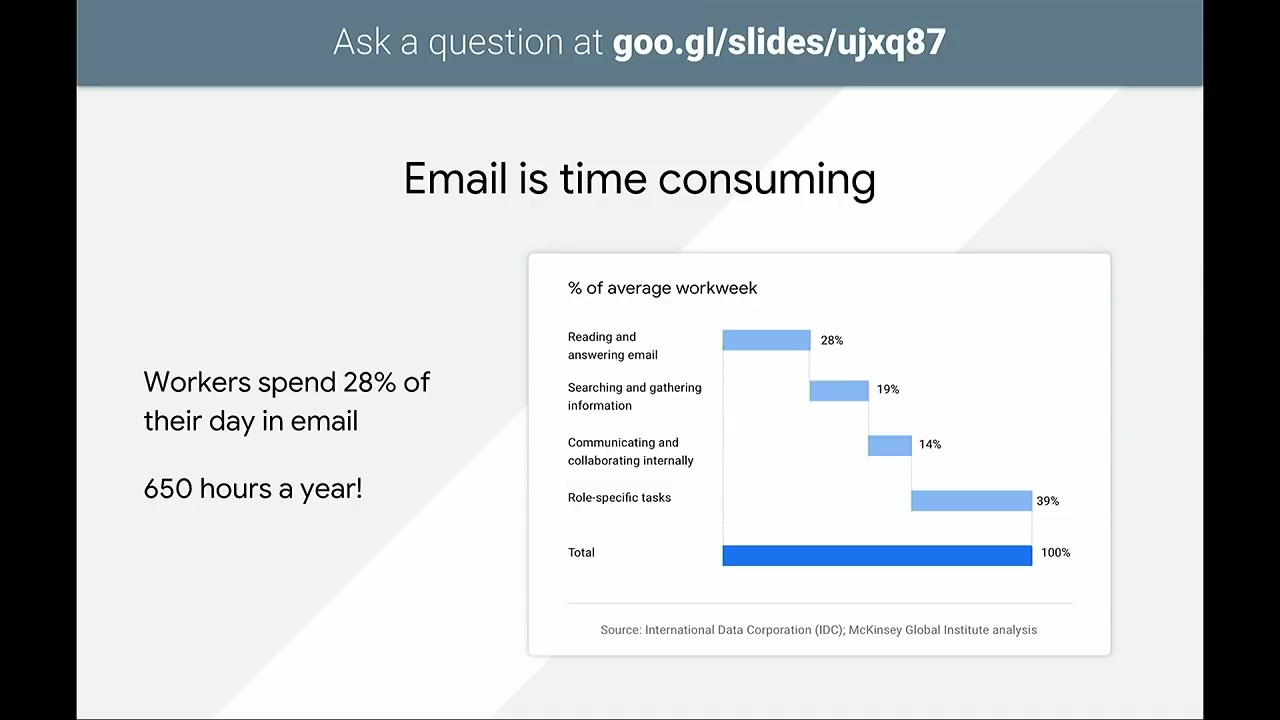 Ask a question at goo.gl/slides/ujxq87
Email is time consuming
Workers spend 28% of
their day in email
650 hours a year!
% of average workweek
Reading and
answering email
28%
Searching and gathering
information
19%
Communicating and
collaborating internally
14%
Role-specific tasks
39%
Total
100%
Source: International Data Corporation (IDC); McKinsey Global Institute analysis